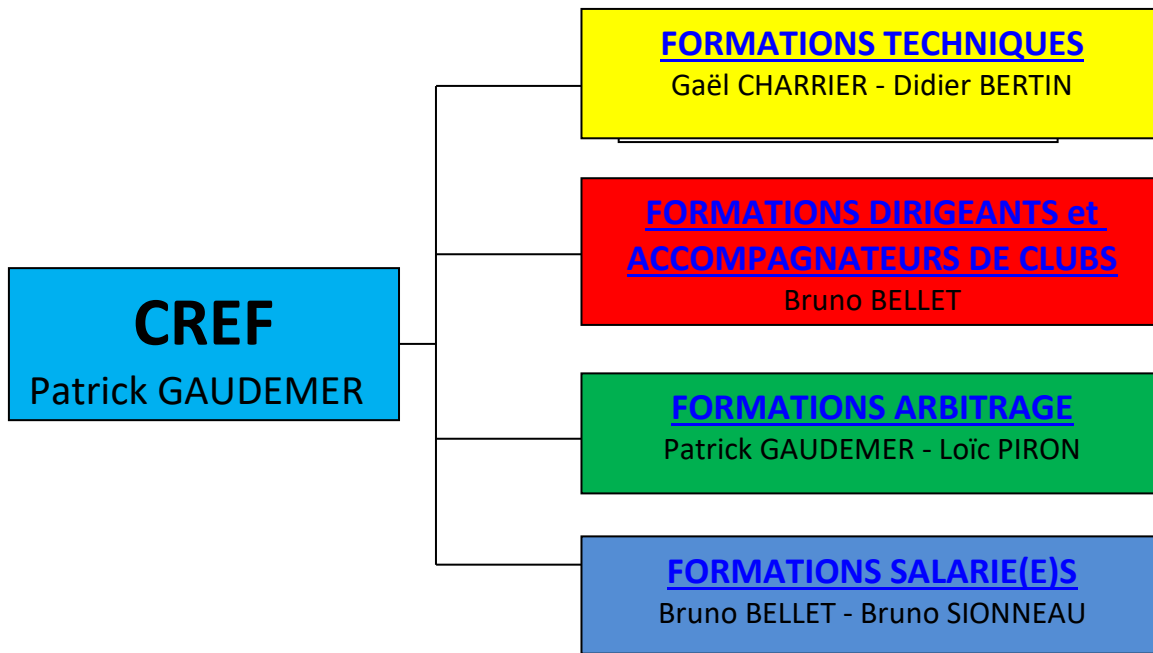 CREF
Patrick GAUDEMER
FORMATIONS TECHNIQUES
Gaël CHARRIER - Didier BERTIN
FORMATIONS DIRIGEANTS et
ACCOMPAGNATEURS DE CLUBS
Bruno BELLET
FORMATIONS ARBITRAGE
Patrick GAUDEMER - Loïc PIRON
FORMATIONS SALARIE(E)S
Bruno BELLET - Bruno SIONNEAU